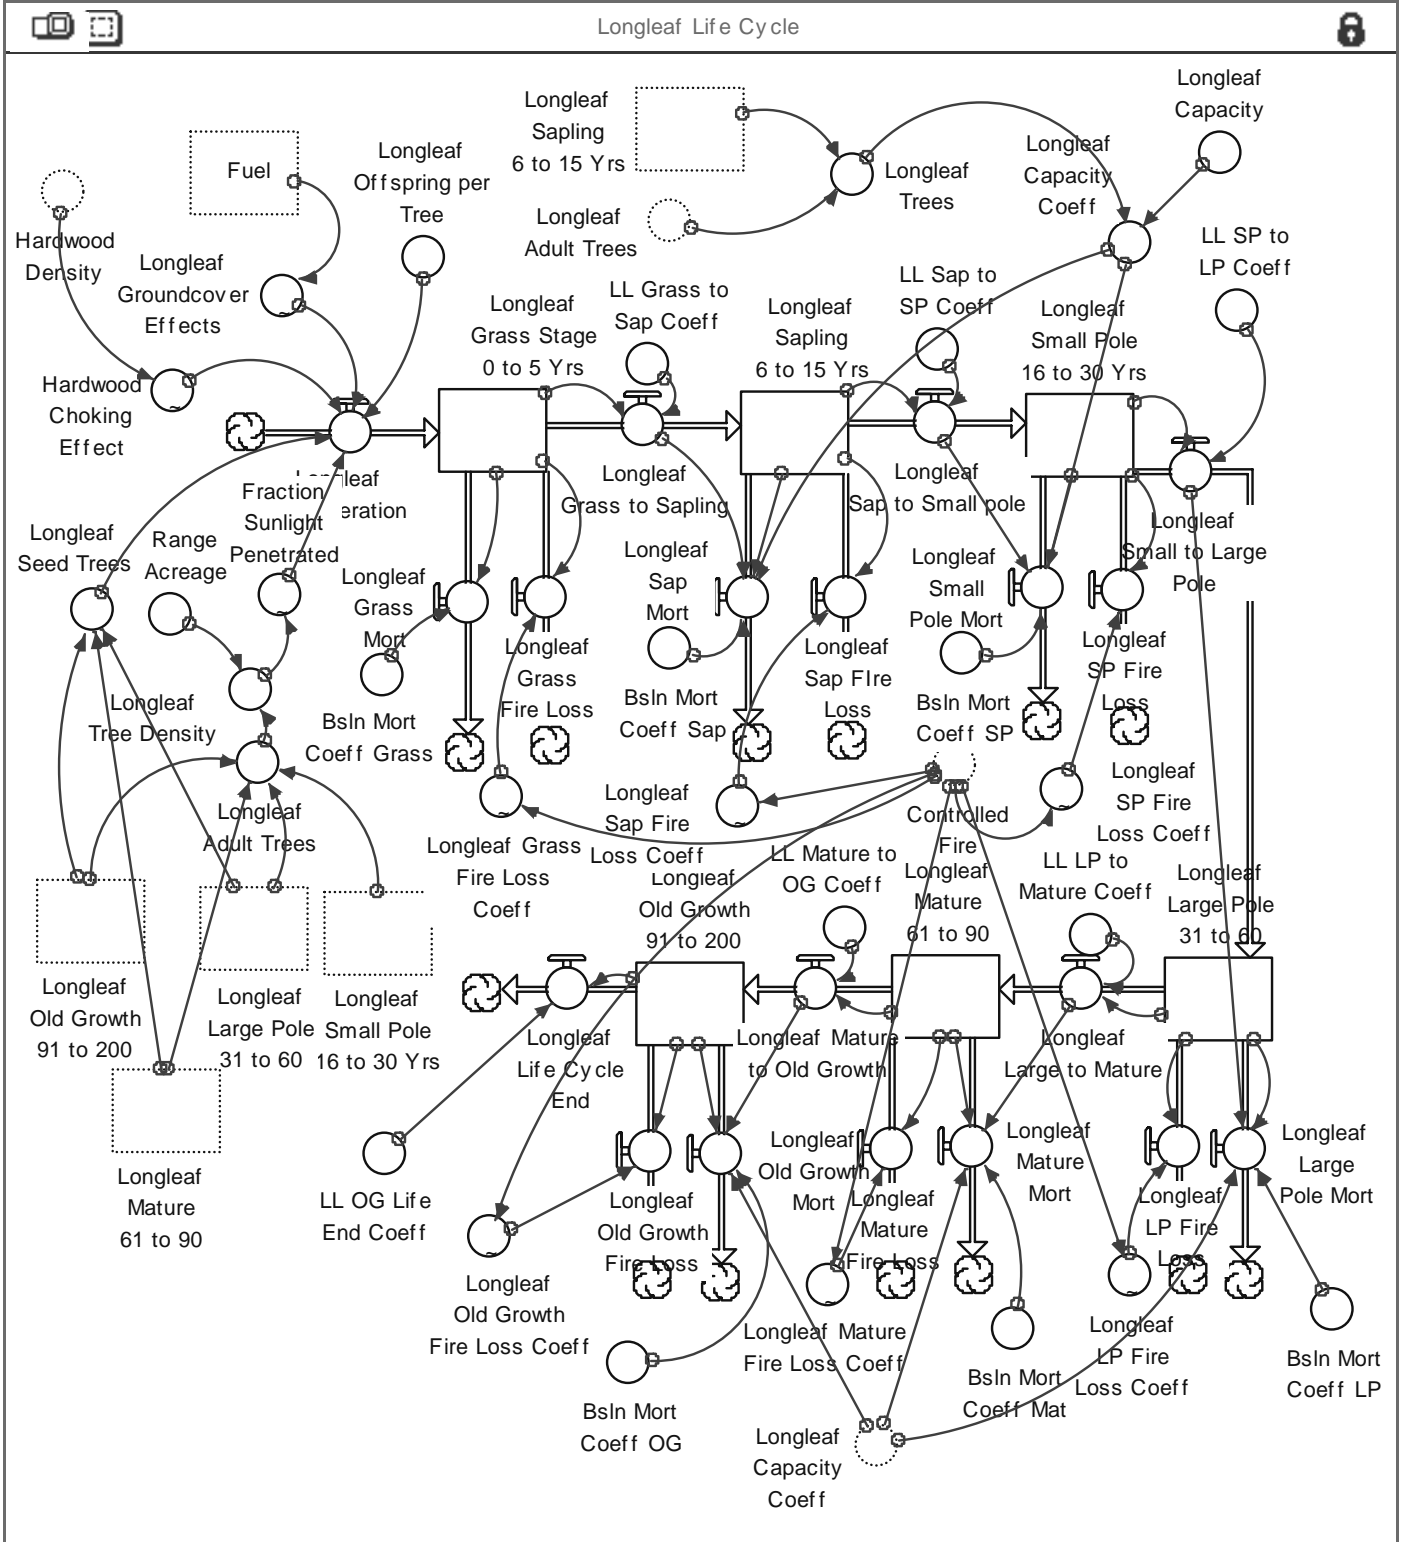 Longleaf Life Cycle
Longleaf
Capacity
Longleaf
Sapling
6 to 15 Yrs
Fuel
Longleaf
Offspring per
Tree
Longleaf
Trees
Longleaf
Capacity
Coeff
Longleaf
Adult Trees
Hardwood
Density
Longleaf
Groundcover
Effects
LL SP to
LP Coeff
LL Sap to
SP Coeff
LL Grass to
Sap Coeff
Longleaf
Grass Stage
0 to 5 Yrs
Longleaf
Sapling
6 to 15 Yrs
Longleaf
Small Pole
16 to 30 Yrs
Hardwood
Choking
Effect
Longleaf
Grass to Sapling
Longleaf
Sap to Small pole
Longleaf
Small to Large
Pole
Fraction
Sunlight
Penetrated
Longleaf
Seed Trees
Range
Acreage
Longleaf
Grass
Mort
Longleaf
Sap
Mort
Longleaf
Small
Pole Mort
Longleaf
Grass
Fire Loss
Longleaf
Sap FIre
Loss
Longleaf
SP Fire
Loss
Longleaf
Tree Density
Bsln Mort
Coeff Grass
Bsln Mort
Coeff Sap
Bsln Mort
Coeff SP
Longleaf
Adult Trees
Longleaf Grass
Fire Loss
Coeff
Longleaf
Sap Fire
Loss Coeff
Controlled
Fire
Longleaf
SP Fire
Loss Coeff
Longleaf
Old Growth
91 to 200
LL Mature to
OG Coeff
Longleaf
Mature
61 to 90
LL LP to
Mature Coeff
Longleaf
Large Pole
31 to 60
Longleaf
Old Growth
91 to 200
Longleaf
Large Pole
31 to 60
Longleaf
Small Pole
16 to 30 Yrs
Longleaf
Life Cycle
End
Longleaf Mature
to Old Growth
Longleaf
Large to Mature
Longleaf
Mature
61 to 90
LL OG Life
End Coeff
Longleaf
Old Growth
Fire Loss
Longleaf
Old Growth
Mort
Longleaf
Mature
Fire Loss
Longleaf
Mature
Mort
Longleaf
LP Fire
Loss
Longleaf
Large
Pole Mort
Longleaf
Old Growth
Fire Loss Coeff
Longleaf Mature
Fire Loss Coeff
Bsln Mort
Coeff Mat
Longleaf
LP Fire
Loss Coeff
Bsln Mort
Coeff LP
Bsln Mort
Coeff OG
Longleaf
Capacity
Coeff